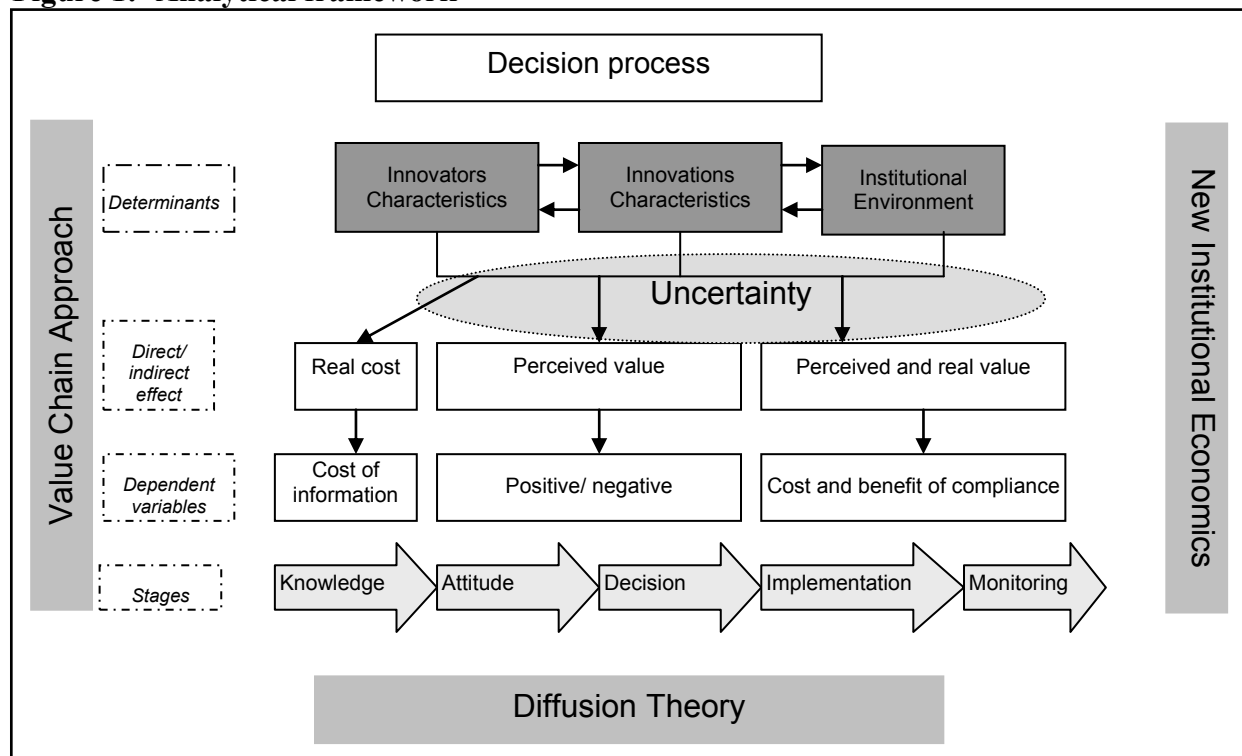 Figure 1: Analytical framework
Decision process
Value Chain Approach
New Institutional Economics
Determinants
Innovators
Characteristics
Innovations
Characteristics
Institutional
Environment
Uncertainty
Direct/
indirect
effect
Real cost
Perceived value
Perceived and real value
Dependent
variables
Cost of
information
Positive/ negative
Cost and benefit of compliance
Stages
Knowledge
Attitude
Decision
Implementation
Monitoring
Diffusion Theory